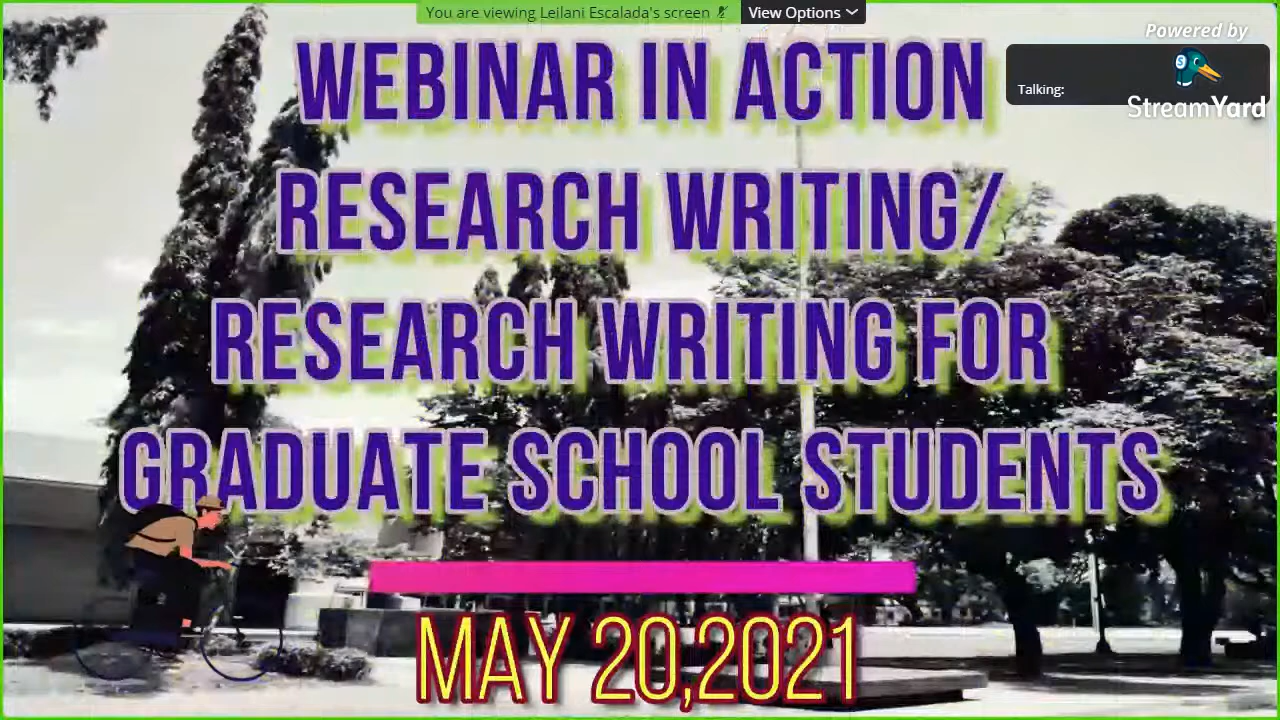 You are viewing Leilani Escalada's screen
View Options
Powered by
Talking:
StreamYard
WEBINAR IN ACTION
RESEARCH WRITING/
RESEARCH WRITING FOR
GRADUATE SCHOOL STUDENTS
MAY 20,2021